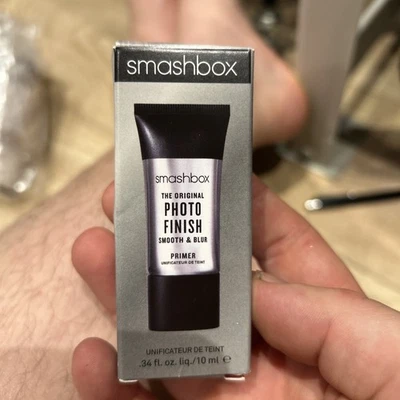 smashbox
smashbox
THE ORIGINAL
PHOTO
FINISH
SMOOTH & BLUR
PRIMER
UNIFICATEUR DE TEINT
UNIFICATEUR DE TEINT
.34 fl. oz. liq./10 ml ℮